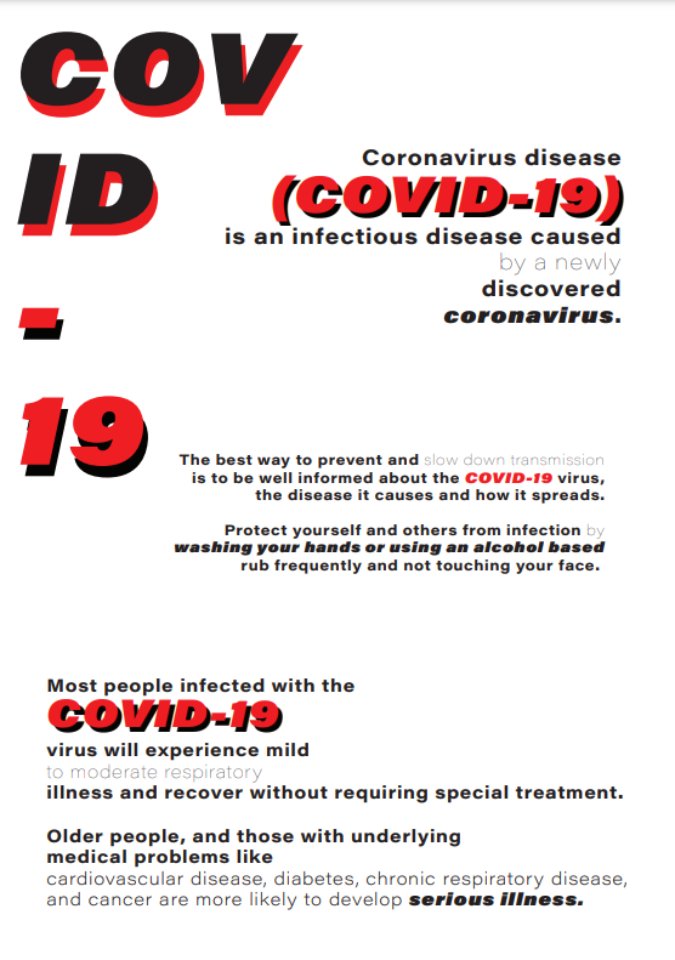 COV
ID
-
19
Coronavirus disease
(COVID-19)
is an infectious disease caused
by a newly
discovered
coronavirus.
The best way to prevent and slow down transmission
is to be well informed about the COVID-19 virus,
the disease it causes and how it spreads.
Protect yourself and others from infection by
washing your hands or using an alcohol based
rub frequently and not touching your face.
Most people infected with the
COVID-19
virus will experience mild
to moderate respiratory
illness and recover without requiring special treatment.
Older people, and those with underlying
medical problems like
cardiovascular disease, diabetes, chronic respiratory disease,
and cancer are more likely to develop serious illness.